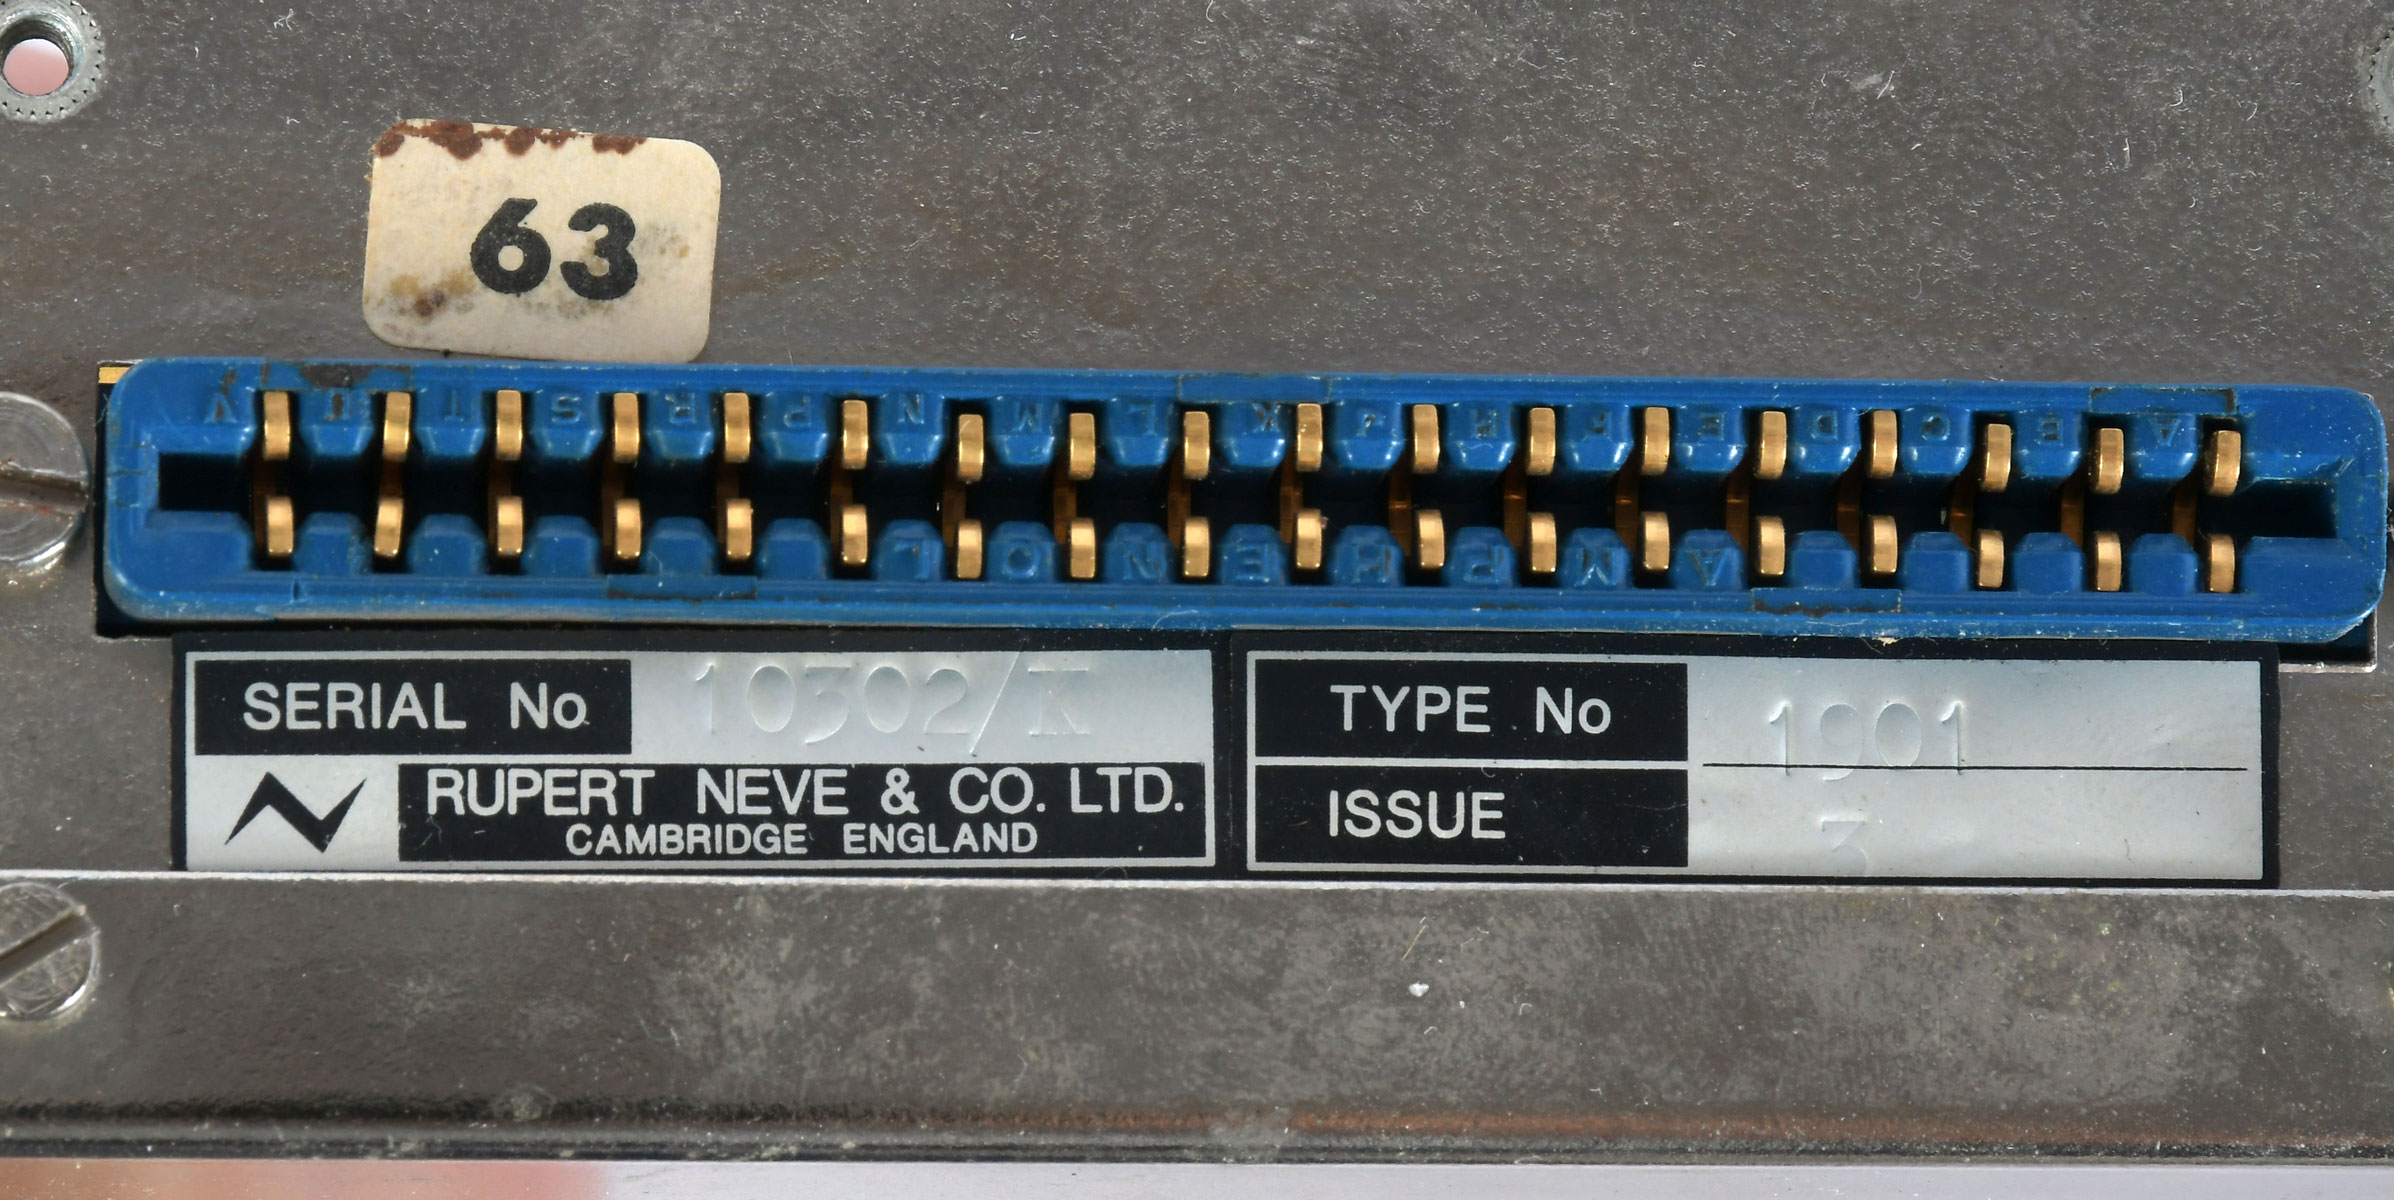 63
V U T S R P N M L K J H F E D C B A
L O N E H P M A
SERIAL No 10302/K
RUPERT NEVE & CO. LTD.
CAMBRIDGE ENGLAND
TYPE No 1901
ISSUE 3